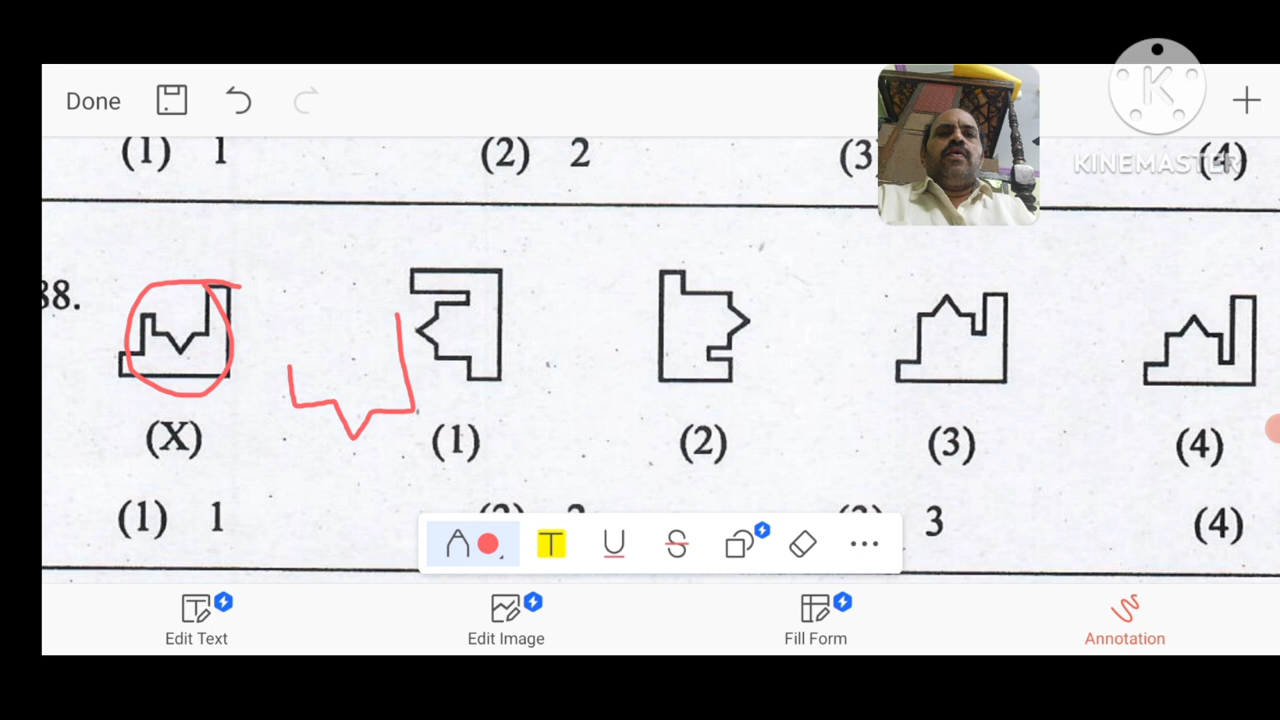 Done
K
KINEMASTER
(1) 1 (2) 2 (3 (4)
38.
(X) (1) (2) (3) (4)
(1) 1 3 (4)
T U S
Edit Text Edit Image Fill Form Annotation